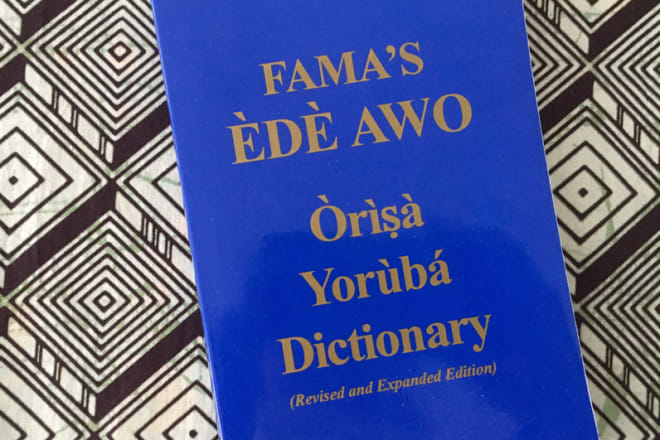 FAMA'S
ÈDÈ AWO
Òrìṣà
Yorùbá
Dictionary
(Revised and Expanded Edition)